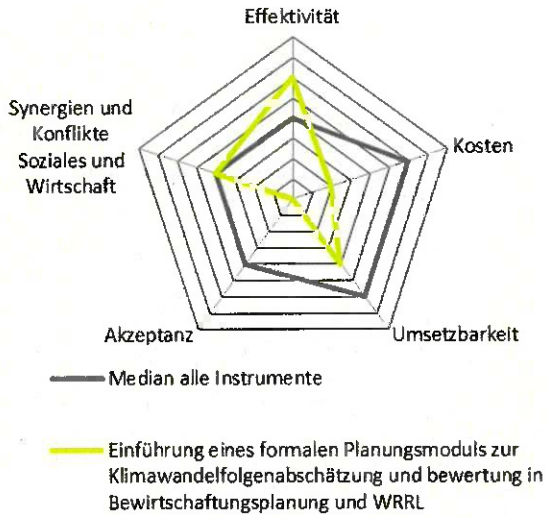 Effektivität
Synergien und
Konflikte
Soziales und
Wirtschaft
Kosten
Akzeptanz
Umsetzbarkeit
Median alle Instrumente
Einführung eines formalen Planungsmoduls zur
Klimawandelfolgenabschätzung und bewertung in
Bewirtschaftungsplanung und WRRL